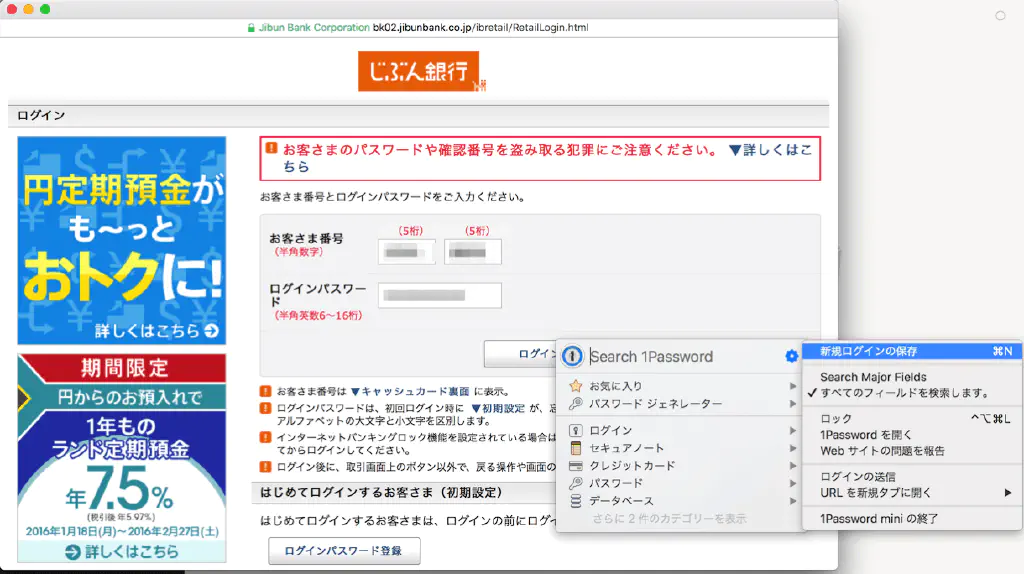 Jibun Bank Corporation bk02.jibunbank.co.jp/ibretail/RetailLogin.html
じぶん銀行
ログイン
円定期預金が
も〜っと
おトクに!
詳しくはこちら
期間限定
円からのお預入れで
1年もの
ランド定期預金
年7.5%
(税引後 年5.97%)
2016年1月18日(月)〜2016年2月27日(土)
詳しくはこちら
お客さまのパスワードや確認番号を盗み取る犯罪にご注意ください。 ▼詳しくはこ
ちら
お客さま番号とログインパスワードをご入力ください。
お客さま番号
(半角数字)
(5桁)
(5桁)
ログインパスワー
ド
(半角英数6〜16桁)
ログイン
お客さま番号は ▼キャッシュカード裏面 に表示。
ログインパスワードは、初回ログイン時に ▼初期設定 が、
アルファベットの大文字と小文字を区別します。
インターネットバンキングロック機能を設定されている場合は
てからログインしてください。
ログイン後に、取引画面上のボタン以外で、戻る操作や画面の
はじめてログインするお客さま(初期設定)
はじめてログインするお客さまは、ログインの前にログイ
ログインパスワード登録
Search 1Password
お気に入り
パスワード ジェネレーター
ログイン
セキュアノート
クレジットカード
パスワード
データベース
さらに 2 件のカテゴリーを表示
新規ログインの保存 ⌘N
Search Major Fields
✓すべてのフィールドを検索します。
ロック ^⌥⌘L
1Password を開く
Web サイトの問題を報告
ログインの送信
URL を新規タブに開く
1Password mini の終了